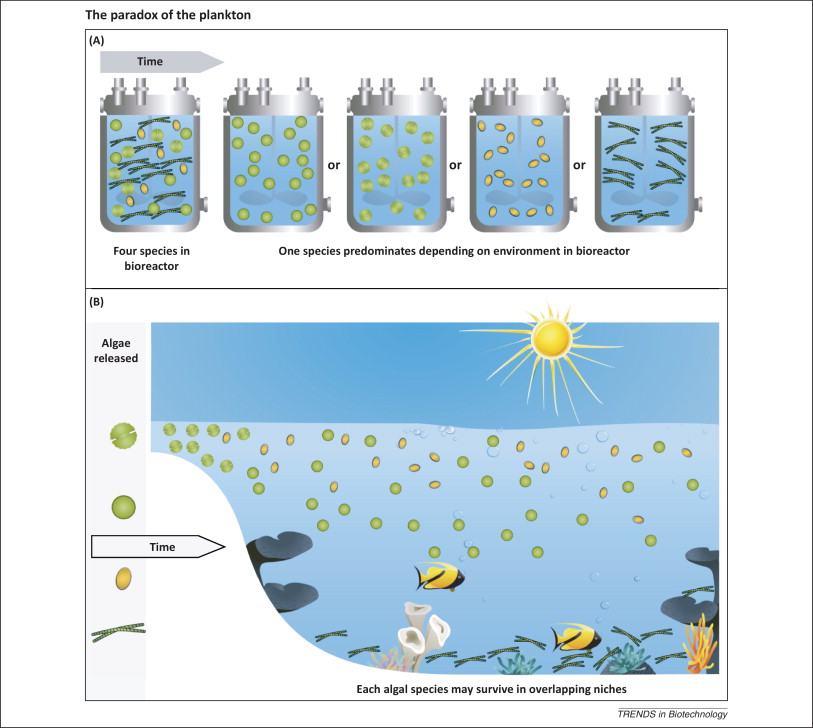 The paradox of the plankton
(A)
Time
or
or
or
Four species in
bioreactor
One species predominates depending on environment in bioreactor
(B)
Algae
released
Time
Each algal species may survive in overlapping niches
TRENDS in Biotechnology